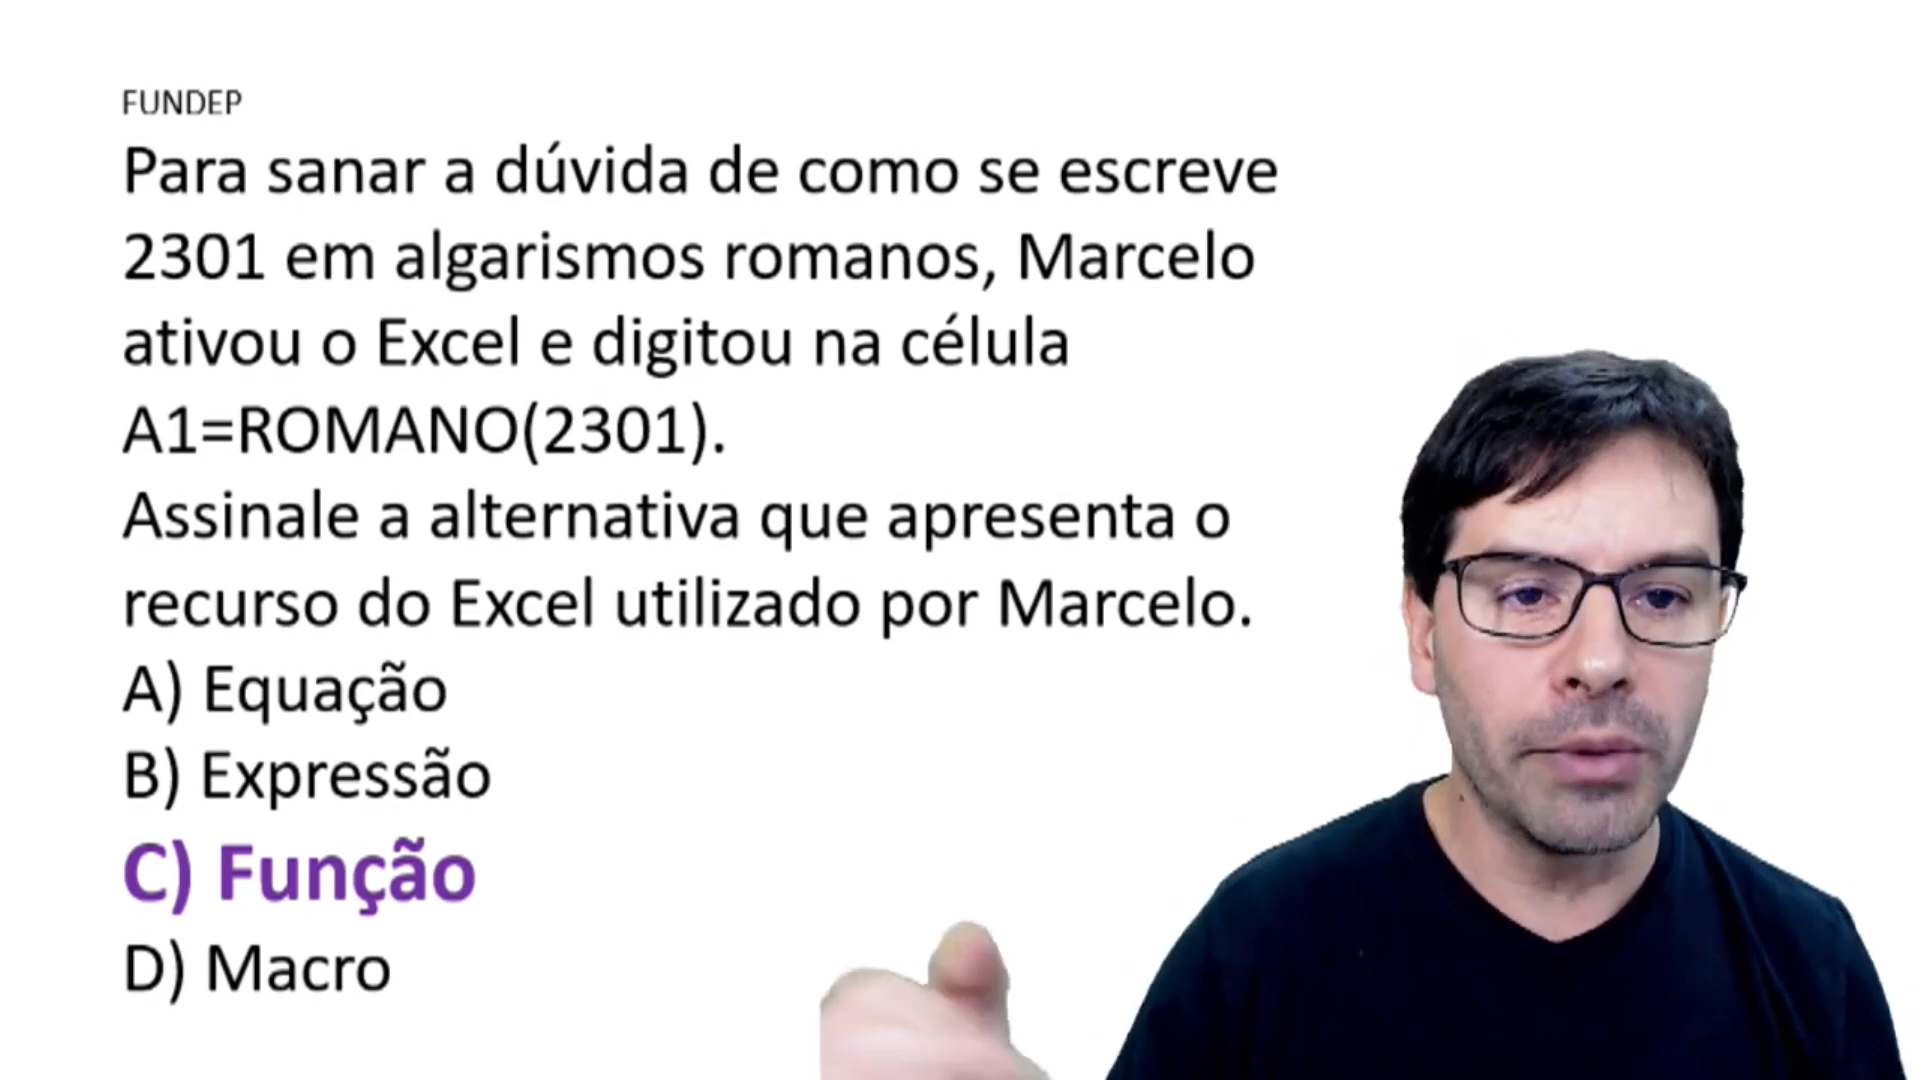 FUNDEP
Para sanar a dúvida de como se escreve
2301 em algarismos romanos, Marcelo
ativou o Excel e digitou na célula
A1=ROMANO(2301).
Assinale a alternativa que apresenta o
recurso do Excel utilizado por Marcelo.
A) Equação
B) Expressão
C) Função
D) Macro